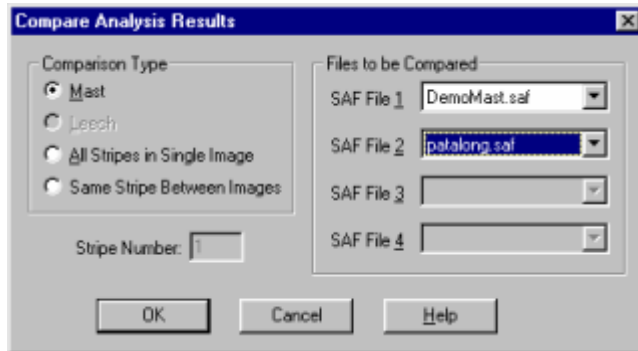 Compare Analysis Results
Comparison Type
Mast
Leech
All Stripes in Single Image
Same Stripe Between Images
Stripe Number: 1
Files to be Compared
SAF File 1 DemoMast.saf
SAF File 2 patalong.saf
SAF File 3
SAF File 4
OK Cancel Help